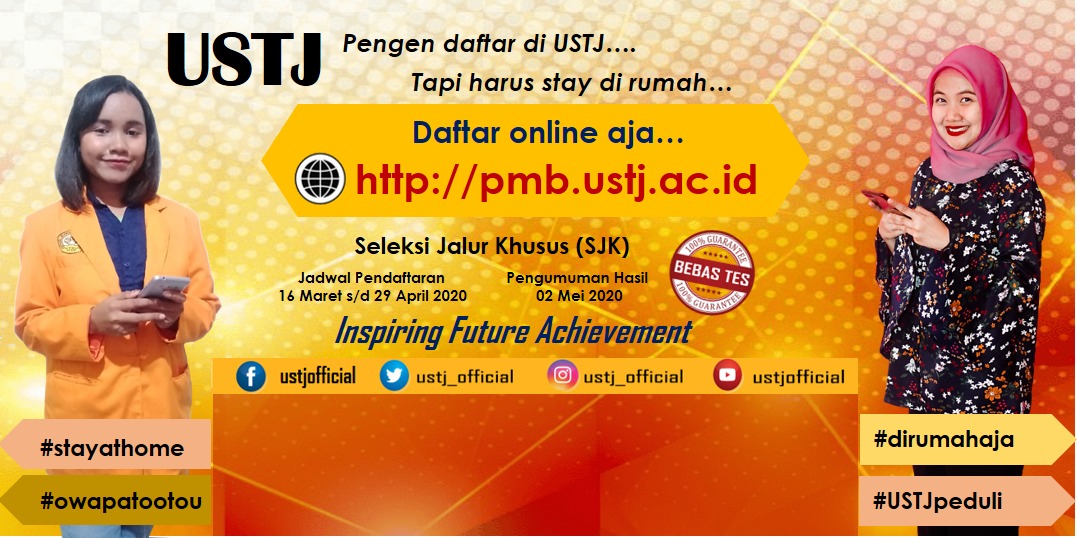 USTJ
Pengen daftar di USTJ....
Tapi harus stay di rumah...
Daftar online aja...
http://pmb.ustj.ac.id
Seleksi Jalur Khusus (SJK)
Jadwal Pendaftaran
16 Maret s/d 29 April 2020
Pengumuman Hasil
02 Mei 2020
100% GUARANTEE
BEBAS TES
100% GUARANTEE
Inspiring Future Achievement
ustjofficial
ustj_official
ustj_official
ustjofficial
#stayathome
#owapatootou
#dirumahaja
#USTJpeduli